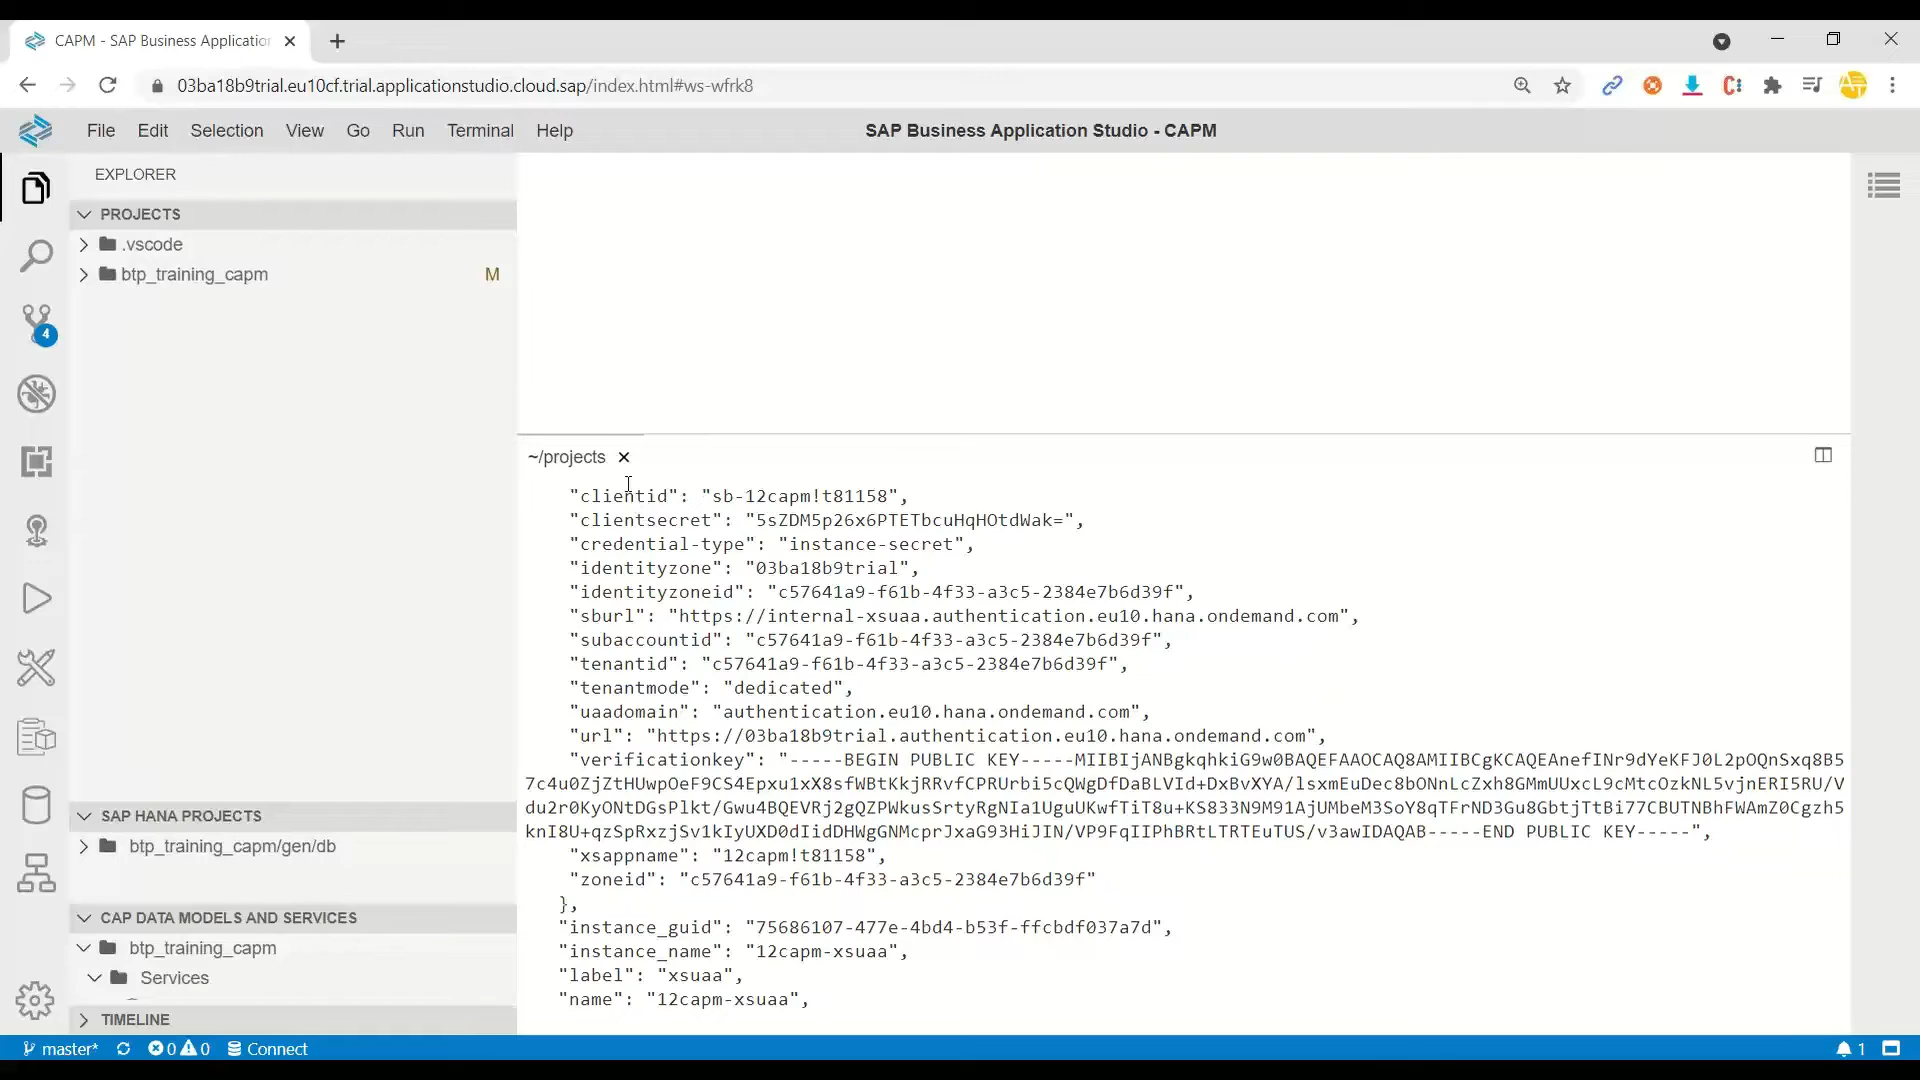 CAPM - SAP Business Applicatio
03ba18b9trial.eu10cf.trial.applicationstudio.cloud.sap/index.html#ws-wfrk8
File Edit Selection View Go Run Terminal Help
SAP Business Application Studio - CAPM
EXPLORER
PROJECTS
.vscode
btp_training_capm M
4
SAP HANA PROJECTS
btp_training_capm/gen/db
CAP DATA MODELS AND SERVICES
btp_training_capm
Services
TIMELINE
~/projects
"clientid": "sb-12capm!t81158",
"clientsecret": "5sZDM5p26x6PTETbcuHqHOtdWak=",
"credential-type": "instance-secret",
"identityzone": "03ba18b9trial",
"identityzoneid": "c57641a9-f61b-4f33-a3c5-2384e7b6d39f",
"sburl": "https://internal-xsuaa.authentication.eu10.hana.ondemand.com",
"subaccountid": "c57641a9-f61b-4f33-a3c5-2384e7b6d39f",
"tenantid": "c57641a9-f61b-4f33-a3c5-2384e7b6d39f",
"tenantmode": "dedicated",
"uaadomain": "authentication.eu10.hana.ondemand.com",
"url": "https://03ba18b9trial.authentication.eu10.hana.ondemand.com",
"verificationkey": "-----BEGIN PUBLIC KEY-----MIIBIjANBgkqhkiG9w0BAQEFAAOCAQ8AMIIBCgKCAQEAnefINr9dYeKFJ0L2pOQnSxq8B5
7c4u0ZjZtHUwpOeF9CS4Epxu1xX8sfWBtKkjRRvfCPRUrbi5cQWgDfDaBLVId+DxBvXYA/lsxmEuDec8bONnLcZxh8GMmUUxcL9cMtcOzkNL5vjnERI5RU/V
du2r0KyONtDGsPlkt/Gwu4BQEVRj2gQZPWkusSrtyRgNIa1UguUKwfTiT8u+KS833N9M91AjUMbeM3SoY8qTFrND3Gu8GbtjTtBi77CBUTNBhFWAmZ0Cgzh5
knI8U+qzSpRxzjSv1kIyUXD0dIidDHWgGNMcprJxaG93HiJIN/VP9FqIIPhBRtLTRTEuTUS/v3awIDAQAB-----END PUBLIC KEY-----",
"xsappname": "12capm!t81158",
"zoneid": "c57641a9-f61b-4f33-a3c5-2384e7b6d39f"
},
"instance_guid": "75686107-477e-4bd4-b53f-ffcbdf037a7d",
"instance_name": "12capm-xsuaa",
"label": "xsuaa",
"name": "12capm-xsuaa",
master* 0 0 Connect 1